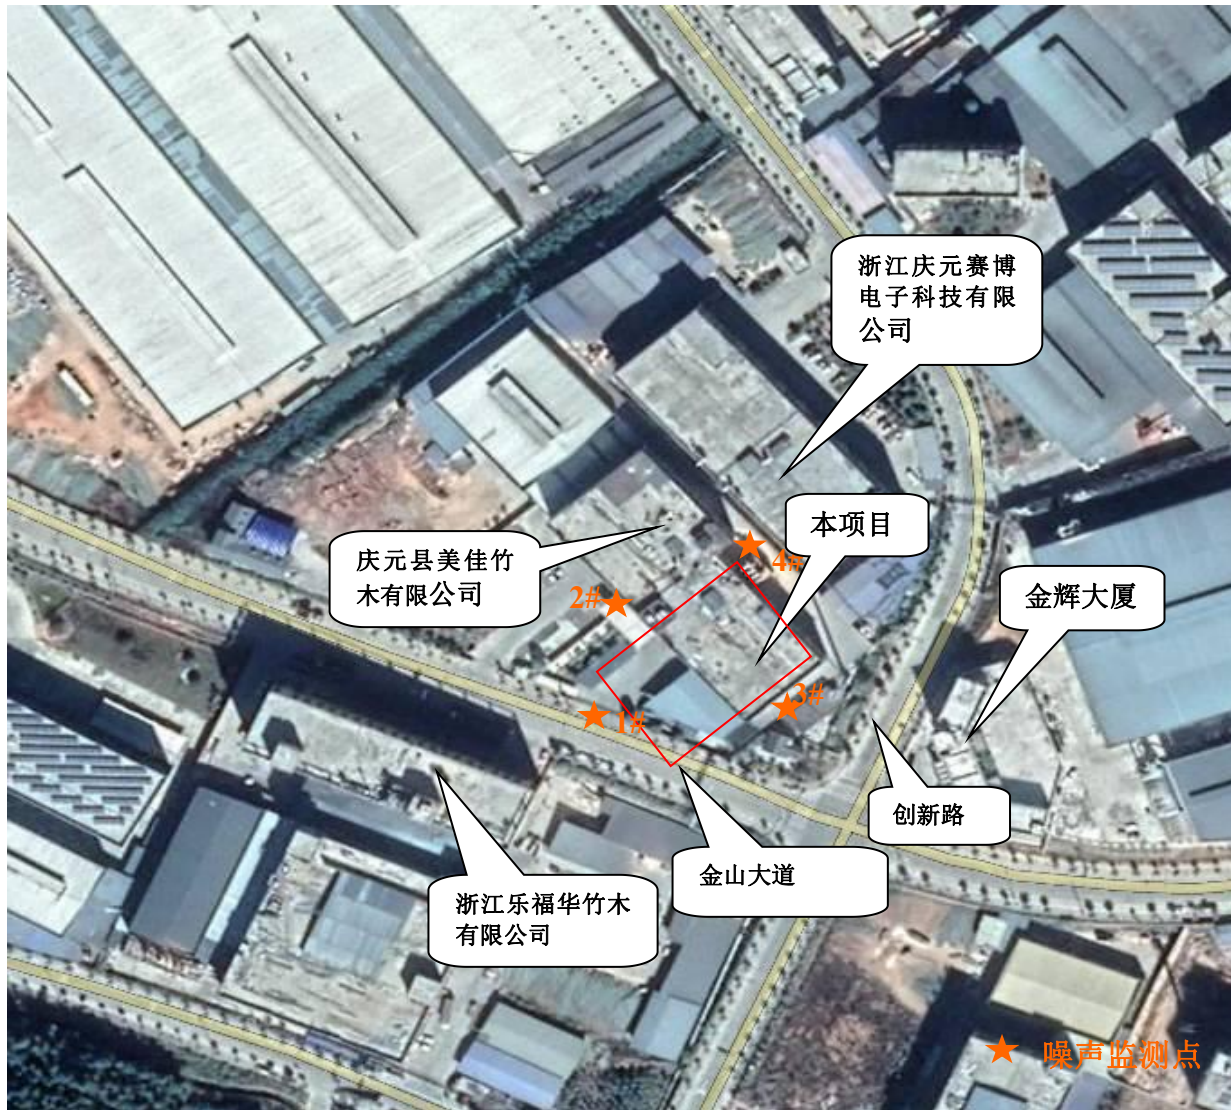 浙江庆元赛博
电子科技有限
公司
本项目
庆元县美佳竹
木有限公司
4#
2#
金辉大厦
3#
1#
创新路
金山大道
浙江乐福华竹木
有限公司
噪声监测点